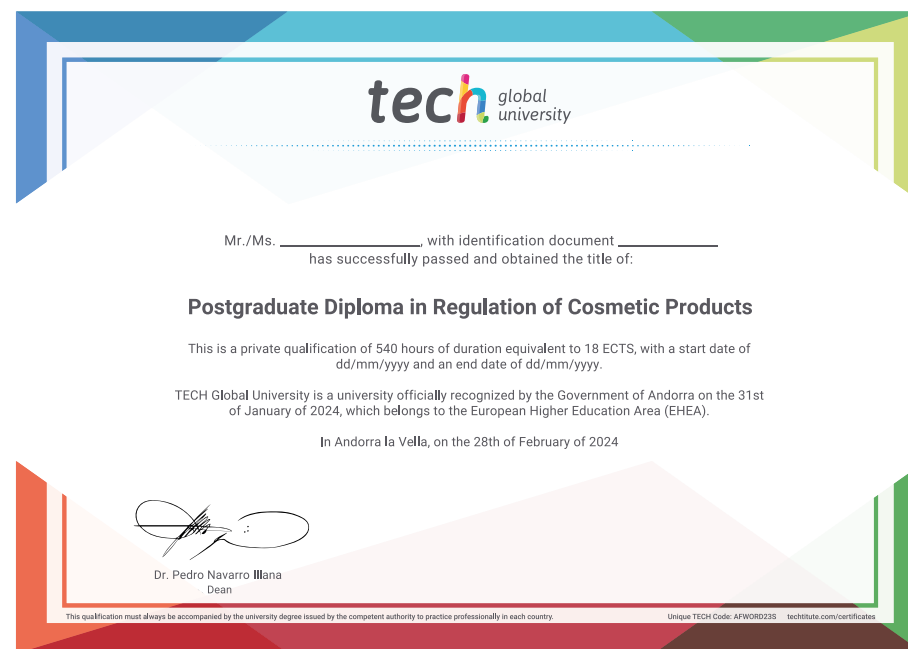 tech global
university
Mr./Ms. ____________________, with identification document ______________
has successfully passed and obtained the title of:
Postgraduate Diploma in Regulation of Cosmetic Products
This is a private qualification of 540 hours of duration equivalent to 18 ECTS, with a start date of
dd/mm/yyyy and an end date of dd/mm/yyyy.
TECH Global University is a university officially recognized by the Government of Andorra on the 31st
of January of 2024, which belongs to the European Higher Education Area (EHEA).
In Andorra la Vella, on the 28th of February of 2024
Dr. Pedro Navarro Illana
Dean
This qualification must always be accompanied by the university degree issued by the competent authority to practice professionally in each country. Unique TECH Code: AFWORD23S techtitute.com/certificates